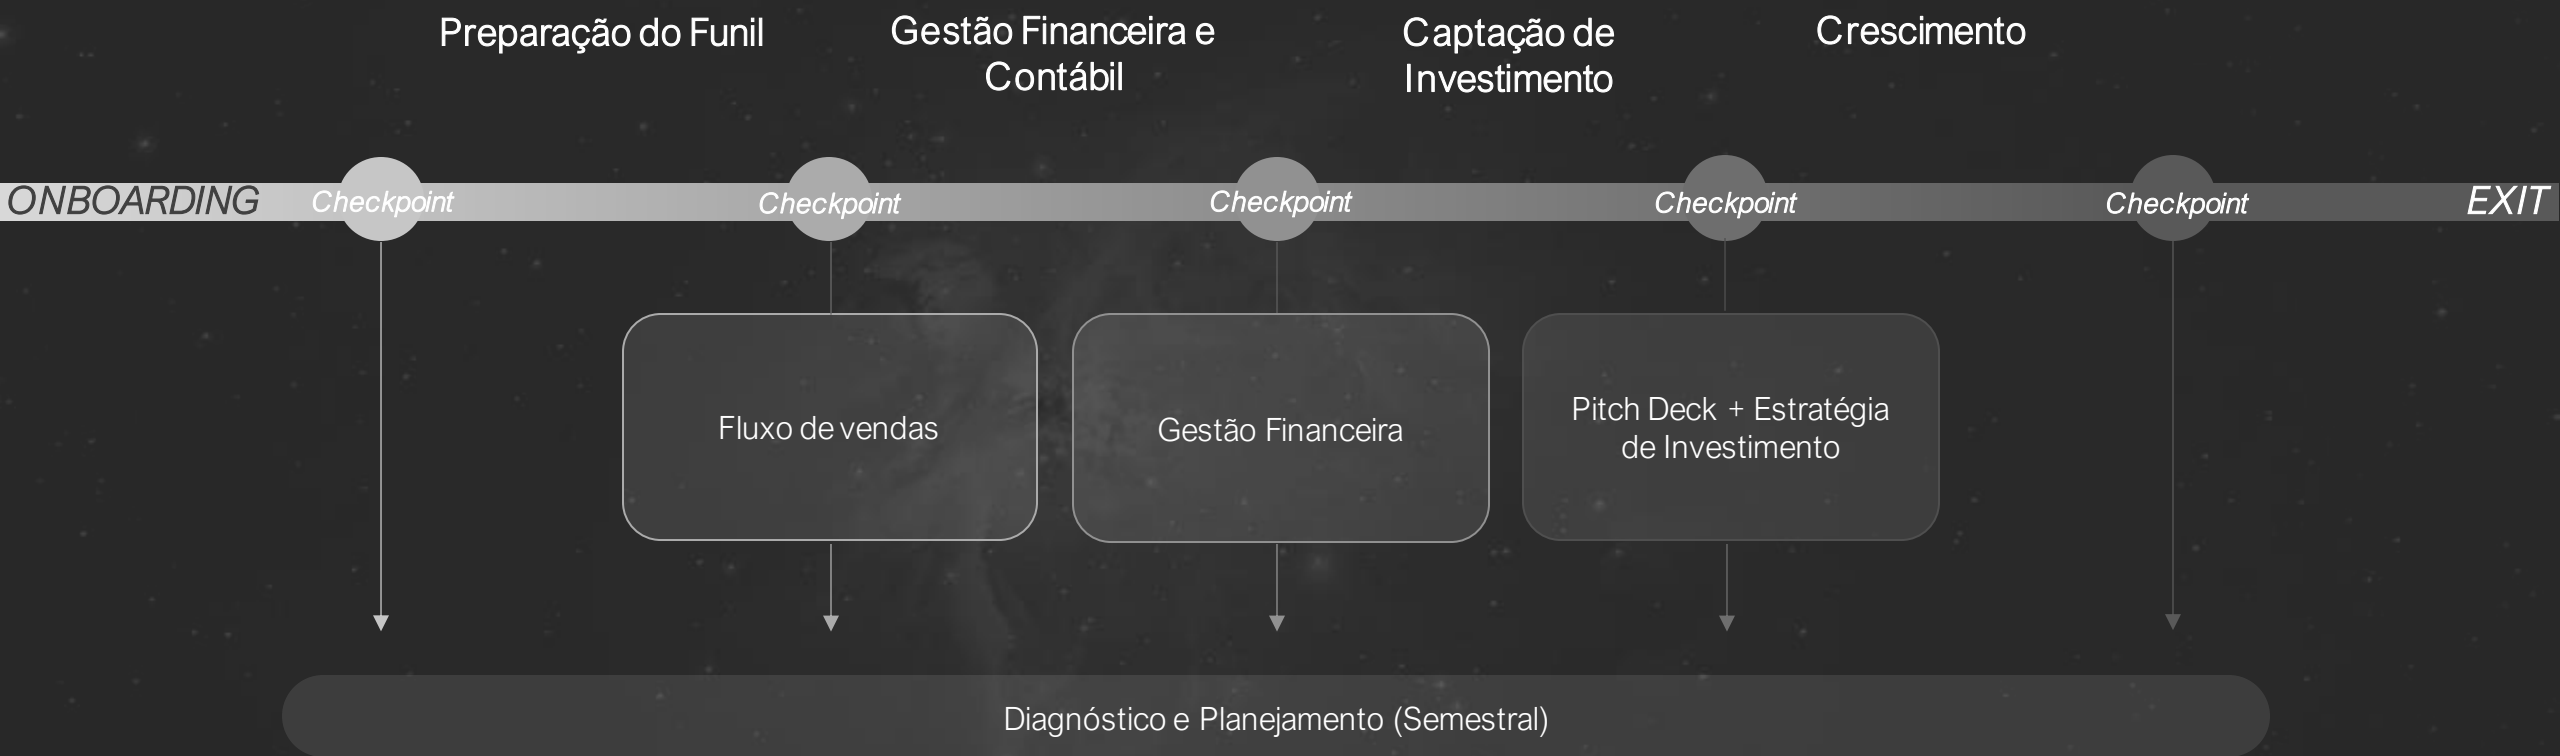 Preparação do Funil
Gestão Financeira e
Contábil
Captação de
Investimento
Crescimento
ONBOARDING
Checkpoint
Checkpoint
Checkpoint
Checkpoint
Checkpoint
EXIT
Fluxo de vendas
Gestão Financeira
Pitch Deck + Estratégia
de Investimento
Diagnóstico e Planejamento (Semestral)